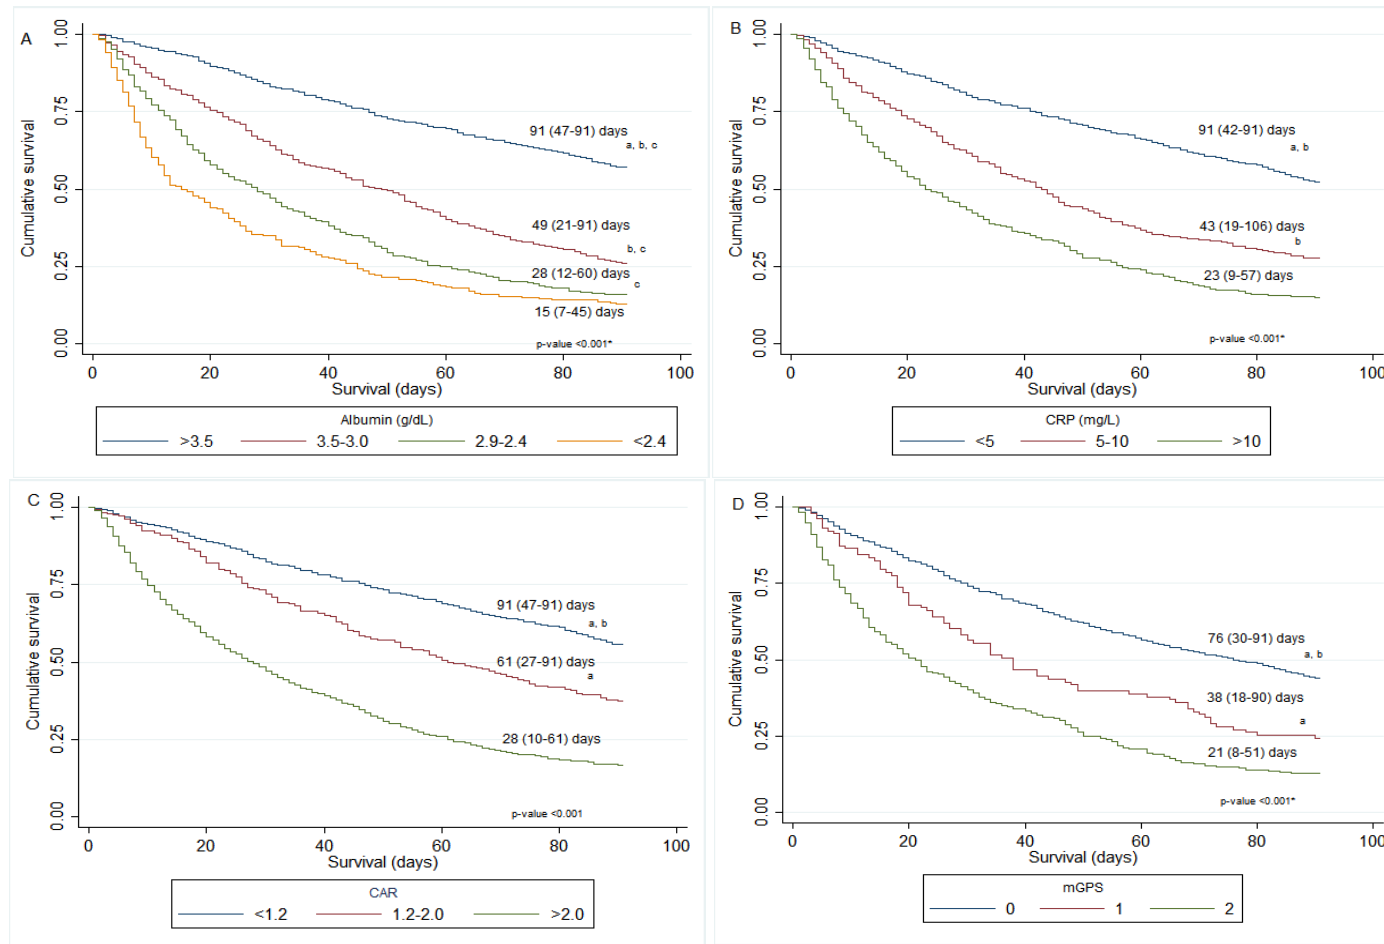 A
Cumulative survival
1.00
0.75
0.50
0.25
0.00
91 (47-91) days
a, b, c
49 (21-91) days
b, c
28 (12-60) days
c
15 (7-45) days
p-value <0.001*
0 20 40 60 80 100
Survival (days)
Albumin (g/dL)
>3.5 3.5-3.0 2.9-2.4 <2.4
B
Cumulative survival
1.00
0.75
0.50
0.25
0.00
91 (42-91) days
a, b
43 (19-106) days
b
23 (9-57) days
p-value <0.001*
0 20 40 60 80 100
Survival (days)
CRP (mg/L)
<5 5-10 >10
C
Cumulative survival
1.00
0.75
0.50
0.25
0.00
91 (47-91) days
a, b
61 (27-91) days
a
28 (10-61) days
p-value <0.001
0 20 40 60 80 100
Survival (days)
CAR
<1.2 1.2-2.0 >2.0
D
Cumulative survival
1.00
0.75
0.50
0.25
0.00
76 (30-91) days
a, b
38 (18-90) days
a
21 (8-51) days
p-value <0.001*
0 20 40 60 80 100
Survival (days)
mGPS
0 1 2